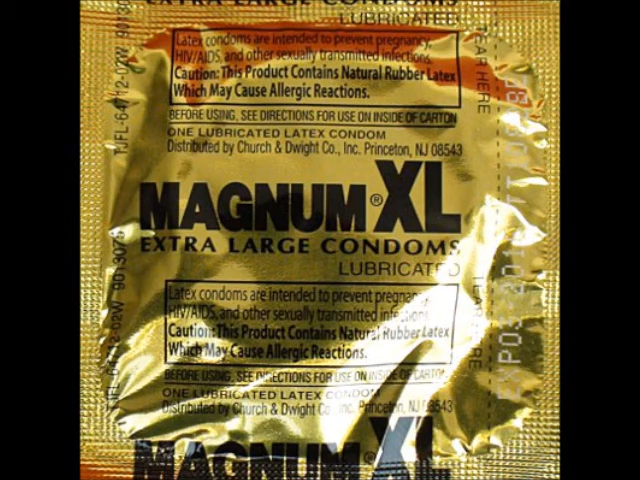 EXTRA LARGE CONDOMS
LUBRICATED
Latex condoms are intended to prevent pregnancy,
HIV/AIDS, and other sexually transmitted infections.
Caution: This Product Contains Natural Rubber Latex
Which May Cause Allergic Reactions.
BEFORE USING, SEE DIRECTIONS FOR USE ON INSIDE OF CARTON
ONE LUBRICATED LATEX CONDOM
Distributed by Church & Dwight Co., Inc. Princeton, NJ 08543
MAGNUM® XL
EXTRA LARGE CONDOMS
LUBRICATED
Latex condoms are intended to prevent pregnancy,
HIV/AIDS, and other sexually transmitted infections.
Caution: This Product Contains Natural Rubber Latex
Which May Cause Allergic Reactions.
BEFORE USING, SEE DIRECTIONS FOR USE ON INSIDE OF CARTON
ONE LUBRICATED LATEX CONDOM
Distributed by Church & Dwight Co., Inc. Princeton, NJ 08543
MAGNUM® XL
TEAR HERE
TEAR HERE